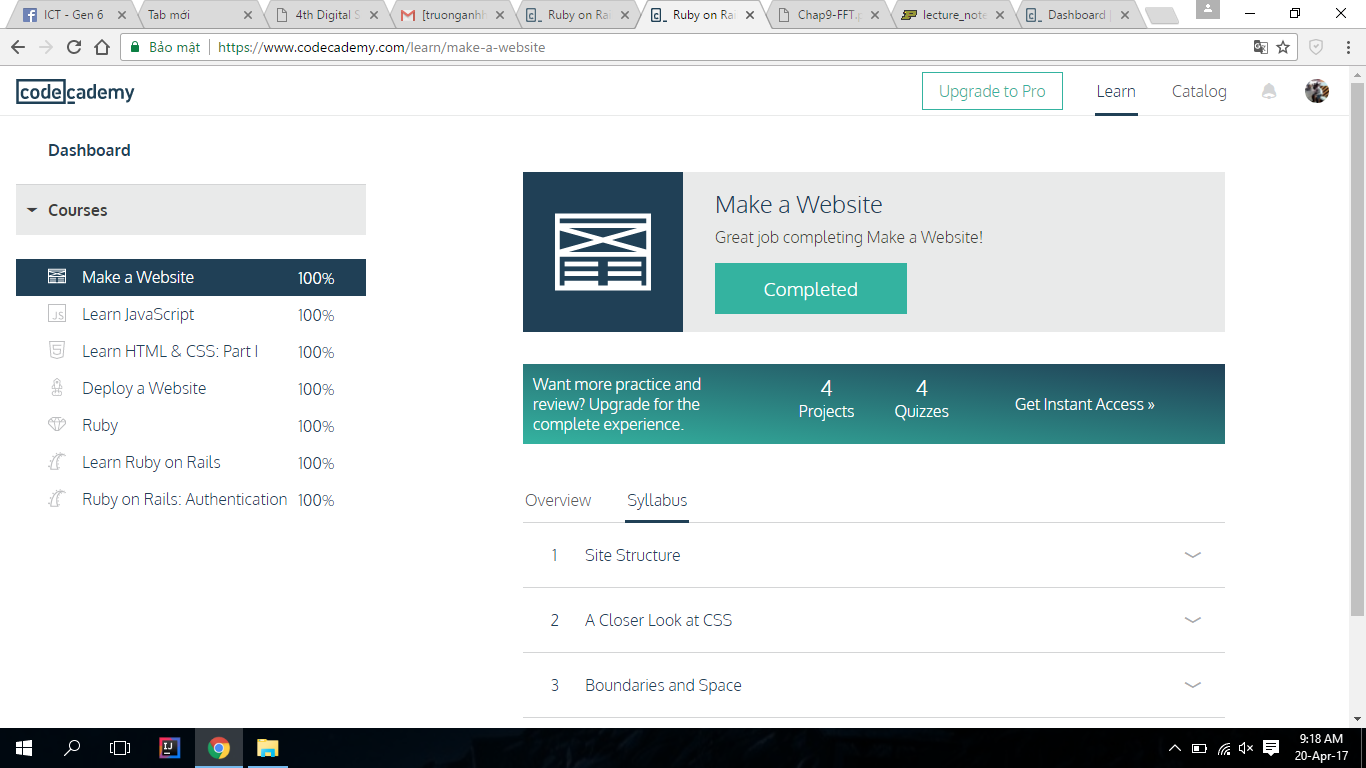 ICT - Gen 6
Tab mới
4th Digital S
[truonganhh
Ruby on Rai
Ruby on Rai
Chap9-FFT.p
lecture_note
Dashboard |
Bảo mật
https://www.codecademy.com/learn/make-a-website
codecademy
Upgrade to Pro
Learn
Catalog
Dashboard
Courses
Make a Website 100%
Learn JavaScript 100%
Learn HTML & CSS: Part I 100%
Deploy a Website 100%
Ruby 100%
Learn Ruby on Rails 100%
Ruby on Rails: Authentication 100%
Make a Website
Great job completing Make a Website!
Completed
Want more practice and
review? Upgrade for the
complete experience.
4
Projects
4
Quizzes
Get Instant Access »
Overview
Syllabus
1 Site Structure
2 A Closer Look at CSS
3 Boundaries and Space
9:18 AM
20-Apr-17